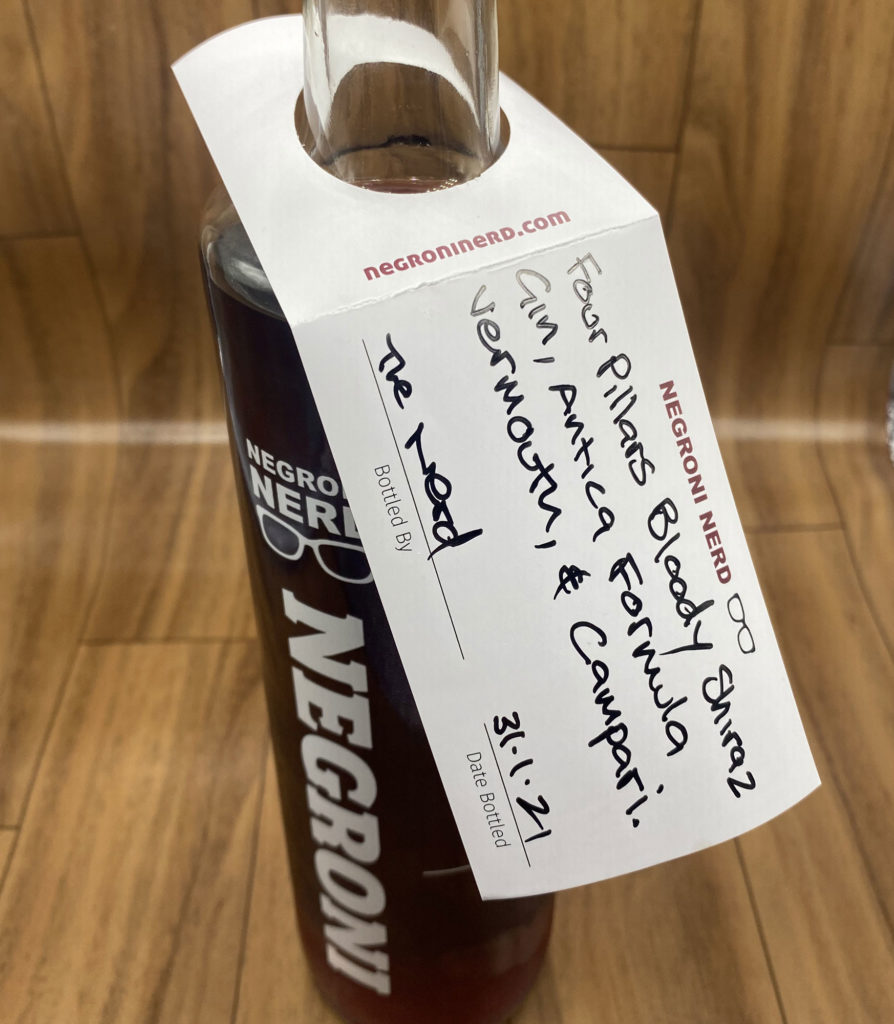 negroninerd.com
NEGRONI NERD
Four Pillars Bloody Shiraz
Gin, Antica Formula
Vermouth, & Campari.
The Nerd
Bottled By
31.1.21
Date Bottled
NEGRONI
NERD
NEGRONI